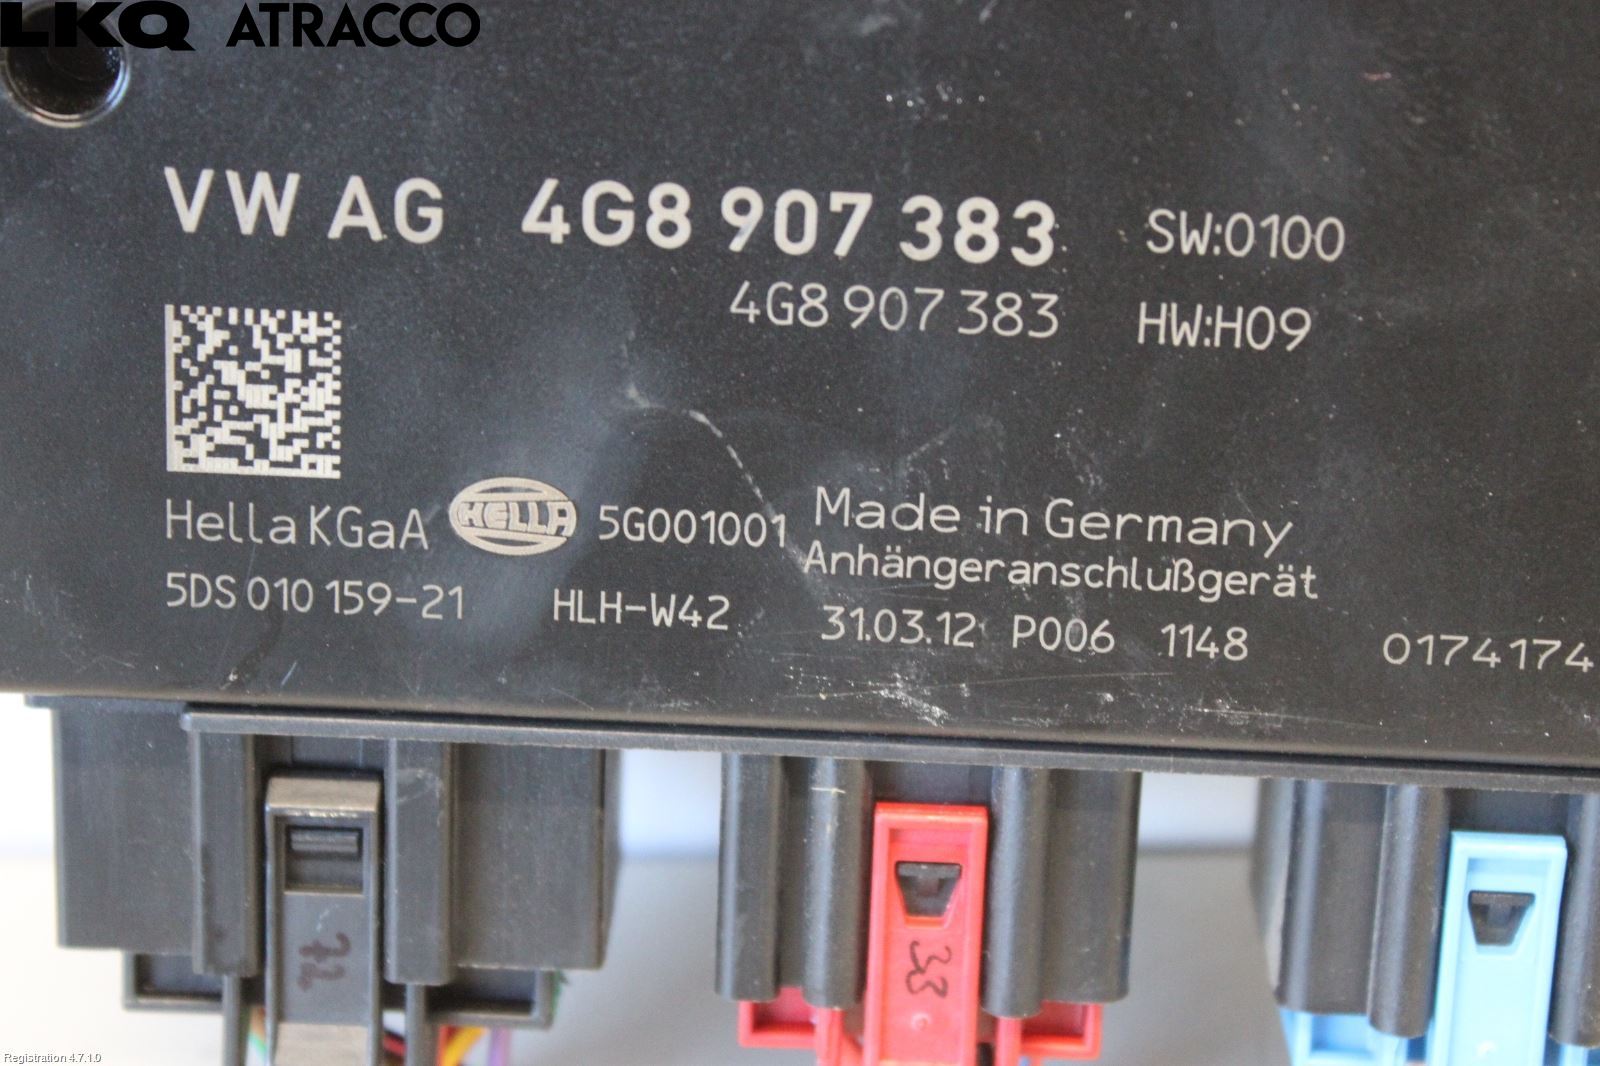 LKQ ATRACCO
VW AG 4G8 907 383 SW:0100
4G8 907 383 HW:H09
Hella KGaA HELLA 5G001001 Made in Germany
Anhängeranschlußgerät
5DS 010 159-21 HLH-W42 31.03.12 P006 1148 0174174
33
Registration 4.7.1.0